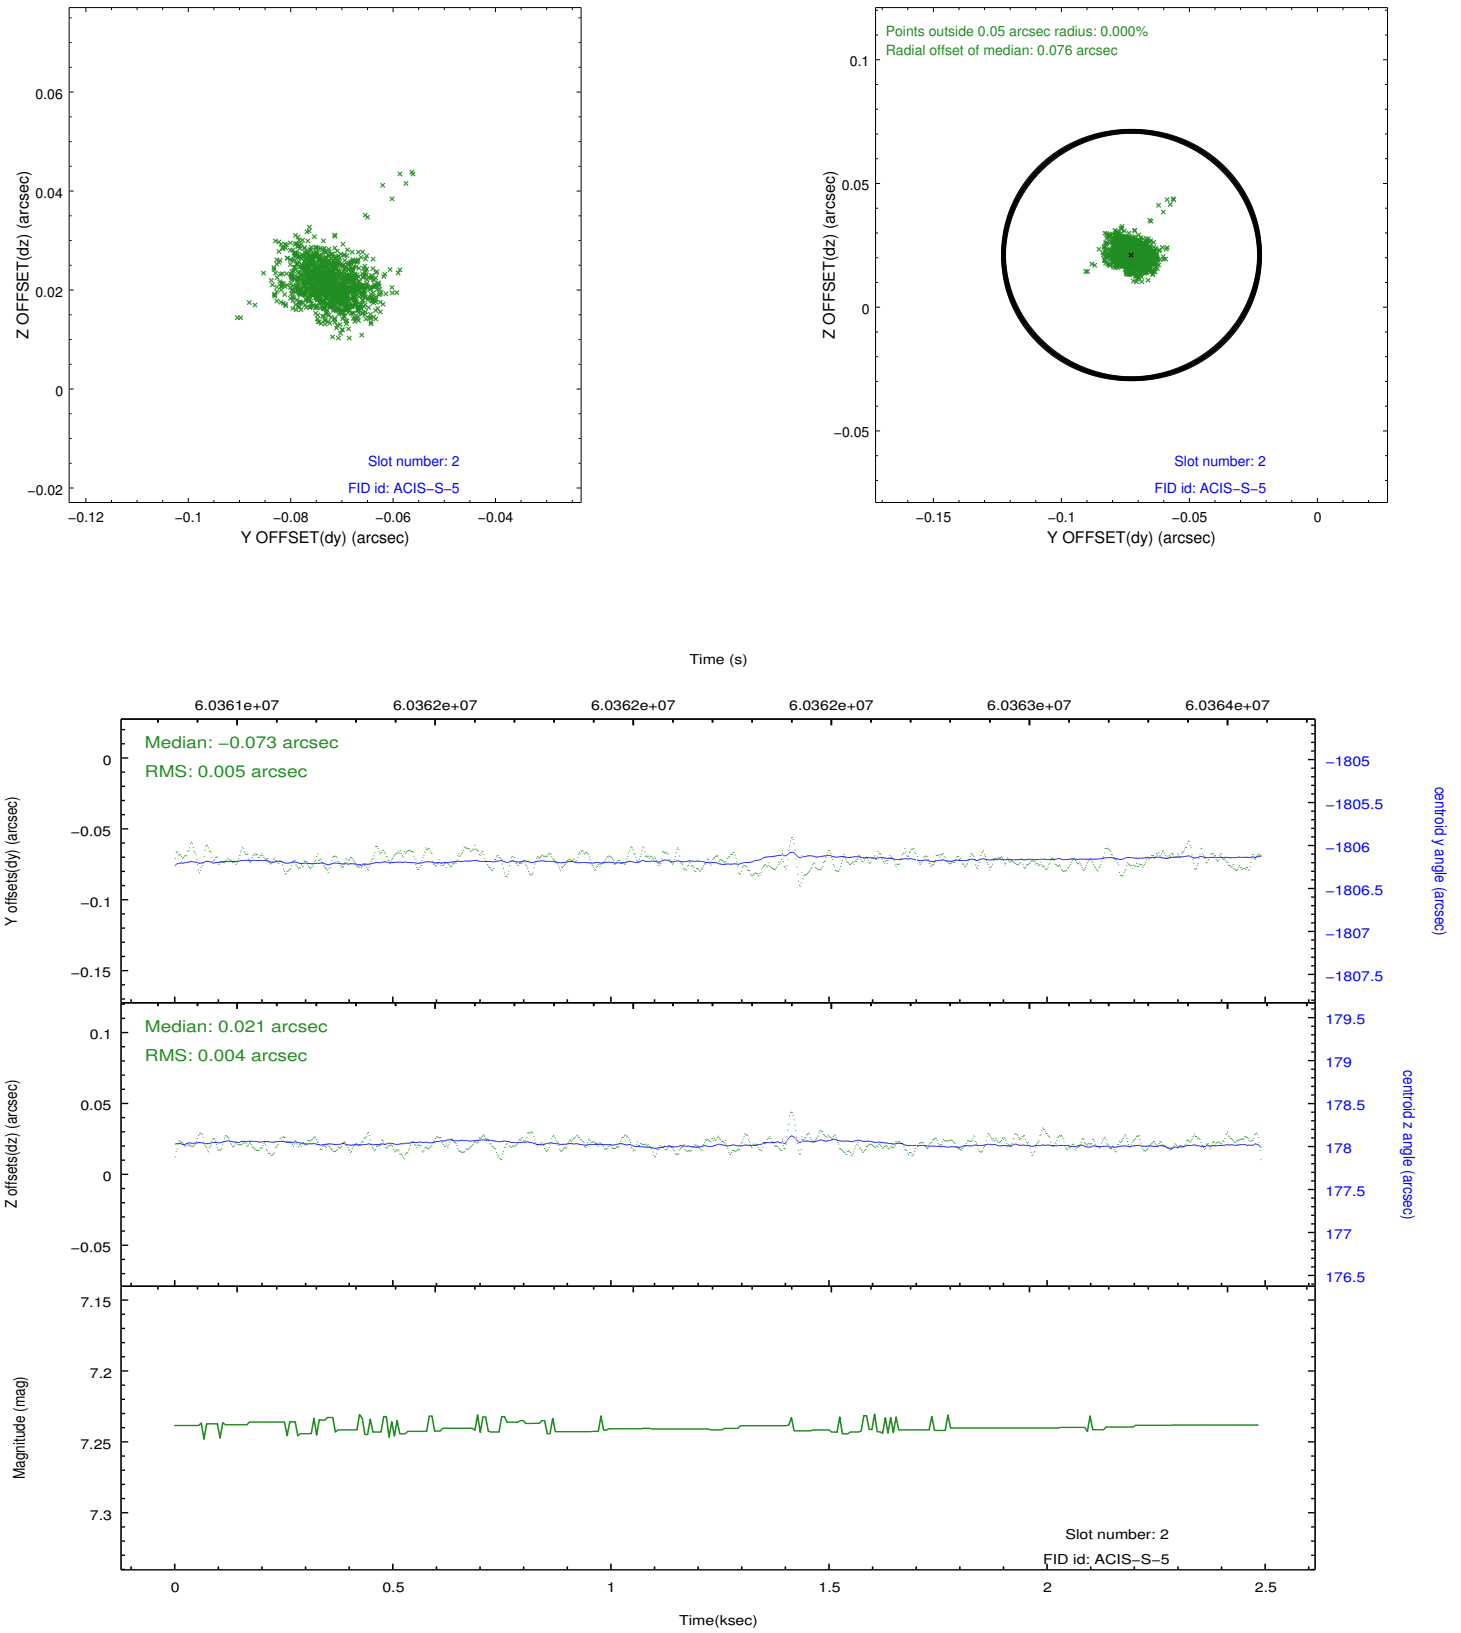 0.06
0.04
0.02
0
−0.02
−0.12
−0.1
−0.08
−0.06
−0.04
Z OFFSET(dz) (arcsec)
Y OFFSET(dy) (arcsec)
Slot number: 2
FID id: ACIS−S−5
Points outside 0.05 arcsec radius: 0.000%
Radial offset of median: 0.076 arcsec
0.1
0.05
0
−0.05
−0.15
−0.1
−0.05
0
Z OFFSET(dz) (arcsec)
Y OFFSET(dy) (arcsec)
Slot number: 2
FID id: ACIS−S−5
Time (s)
6.0361e+07
6.0362e+07
6.0362e+07
6.0362e+07
6.0363e+07
6.0364e+07
Median: −0.073 arcsec
RMS: 0.005 arcsec
0
−0.05
−0.1
−0.15
Y offsets(dy) (arcsec)
−1805
−1805.5
−1806
−1806.5
−1807
−1807.5
centroid y angle (arcsec)
Median: 0.021 arcsec
RMS: 0.004 arcsec
0.1
0.05
0
−0.05
Z offsets(dz) (arcsec)
179.5
179
178.5
178
177.5
177
176.5
centroid z angle (arcsec)
7.15
7.2
7.25
7.3
Magnitude (mag)
Slot number: 2
FID id: ACIS−S−5
0
0.5
1
1.5
2
2.5
Time(ksec)